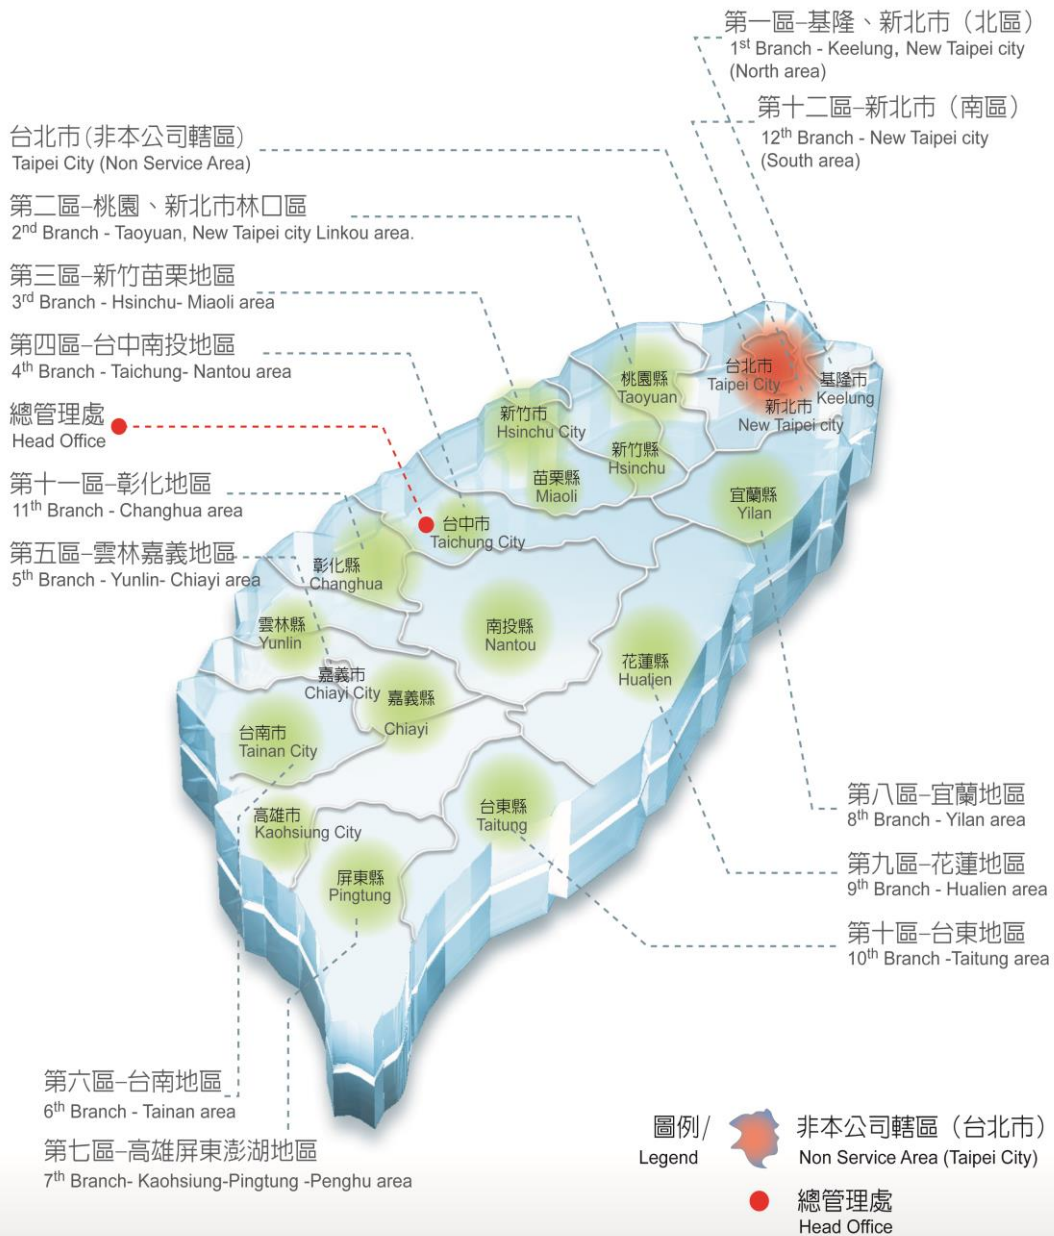 第一區–基隆、新北市（北區）
1st Branch - Keelung, New Taipei city
(North area)
第十二區–新北市（南區）
12th Branch - New Taipei city
(South area)
台北市(非本公司轄區)
Taipei City (Non Service Area)
第二區–桃園、新北市林口區
2nd Branch - Taoyuan, New Taipei city Linkou area.
第三區–新竹苗栗地區
3rd Branch - Hsinchu- Miaoli area
第四區–台中南投地區
4th Branch - Taichung- Nantou area
總管理處
Head Office
第十一區–彰化地區
11th Branch - Changhua area
第五區–雲林嘉義地區
5th Branch - Yunlin- Chiayi area
台北市
Taipei City
基隆市
Keelung
新北市
New Taipei city
桃園縣
Taoyuan
新竹市
Hsinchu City
新竹縣
Hsinchu
苗栗縣
Miaoli
宜蘭縣
Yilan
台中市
Taichung City
彰化縣
Changhua
南投縣
Nantou
雲林縣
Yunlin
花蓮縣
Hualien
嘉義市
Chiayi City
嘉義縣
Chiayi
台南市
Tainan City
台東縣
Taitung
高雄市
Kaohsiung City
屏東縣
Pingtung
第八區–宜蘭地區
8th Branch - Yilan area
第九區–花蓮地區
9th Branch - Hualien area
第十區–台東地區
10th Branch -Taitung area
第六區–台南地區
6th Branch - Tainan area
第七區–高雄屏東澎湖地區
7th Branch- Kaohsiung-Pingtung -Penghu area
圖例/
Legend
非本公司轄區（台北市）
Non Service Area (Taipei City)
總管理處
Head Office